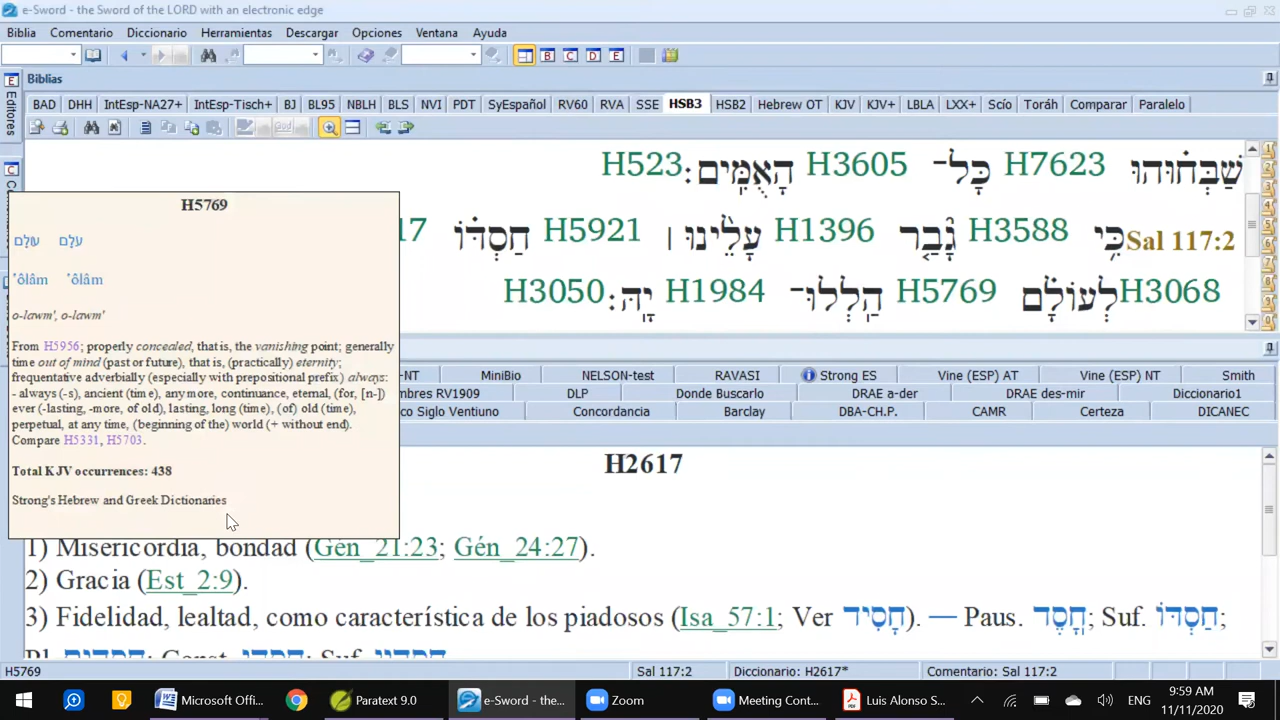 e-Sword - the Sword of the LORD with an electronic edge
Biblia Comentario Diccionario Herramientas Descargar Opciones Ventana Ayuda
B C D E
Biblias
BAD DHH IntEsp-NA27+ IntEsp-Tisch+ BJ BL95 NBLH BLS NVI PDT SyEspañol RV60 RVA SSE HSB3 HSB2 Hebrew OT KJV KJV+ LBLA LXX+ Scío Toráh Comparar Paralelo
E Editores
שַׁבְּח֗וּהוּ H7623 כָּל־ H3605 הָאֻמִּֽים׃ H523
Sal 117:2 כִּ֥י H3588 גָ֘בַ֤ר H1396 עָלֵ֨ינוּ ׀ H5921 חַסְדּ֗וֹ 17
H3068 לְעוֹלָ֗ם H5769 הַֽלְלוּ־ H1984 יָֽהּ׃ H3050
H5769
עוֹלָם עֹלָם
‛ôlâm ‛ôlâm
o-lawm', o-lawm'
From H5956; properly concealed, that is, the vanishing point; generally
time out of mind (past or future), that is, (practically) eternity;
frequentative adverbially (especially with prepositional prefix) always:
- always (-s), ancient (time), any more, continuance, eternal, (for, [n-])
ever (-lasting, -more, of old), lasting, long (time), (of) old (time),
perpetual, at any time, (beginning of the) world (+ without end).
Compare H5331, H5703.
Total KJV occurrences: 438
Strong's Hebrew and Greek Dictionaries
-NT MiniBio NELSON-test RAVASI Strong ES Vine (ESP) AT Vine (ESP) NT Smith
mbres RV1909 DLP Donde Buscarlo DRAE a-der DRAE des-mir Diccionario1
co Siglo Ventiuno Concordancia Barclay DBA-CH.P. CAMR Certeza DICANEC
H2617
1) Misericordia, bondad (Gén_21:23; Gén_24:27).
2) Gracia (Est_2:9).
3) Fidelidad, lealtad, como característica de los piadosos (Isa_57:1; Ver חָסִיד). — Paus. חָֽסֶד; Suf. חַסְדּוֹ;
H5769 Sal 117:2 Diccionario: H2617* Comentario: Sal 117:2
Microsoft Offi... Paratext 9.0 e-Sword - the... Zoom Meeting Cont... Luis Alonso S... ENG 9:59 AM
11/11/2020